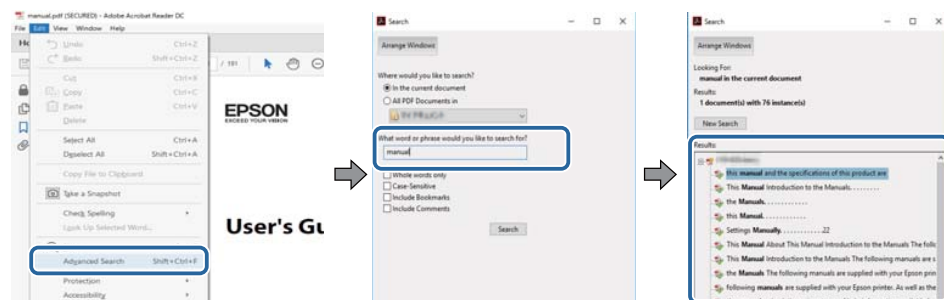 manual.pdf (SECURED) - Adobe Acrobat Reader DC
File Edit View Window Help
Undo Ctrl+Z
Redo Shift+Ctrl+Z
Cut Ctrl+X
Copy Ctrl+C
Paste Ctrl+V
Delete
Select All Ctrl+A
Deselect All Shift+Ctrl+A
Copy File to Clipboard
Take a Snapshot
Check Spelling
Look Up Selected Word...
Advanced Search Shift+Ctrl+F
Protection
Accessibility
/ 191
EPSON
EXCEED YOUR VISION
User's Gu
Search
Arrange Windows
Where would you like to search?
In the current document
All PDF Documents in
What word or phrase would you like to search for?
manual
Whole words only
Case-Sensitive
Include Bookmarks
Include Comments
Search
Search
Arrange Windows
Looking For:
manual in the current document
Results:
1 document(s) with 76 instance(s)
New Search
Results:
this manual and the specifications of this product are
This Manual Introduction to the Manuals.........
the Manuals.............
this Manual.............
Settings Manually.............22
This Manual About This Manual Introduction to the Manuals The follo
This Manual Introduction to the Manuals The following manuals are s
the Manuals The following manuals are supplied with your Epson prin
following manuals are supplied with your Epson printer. As well as the